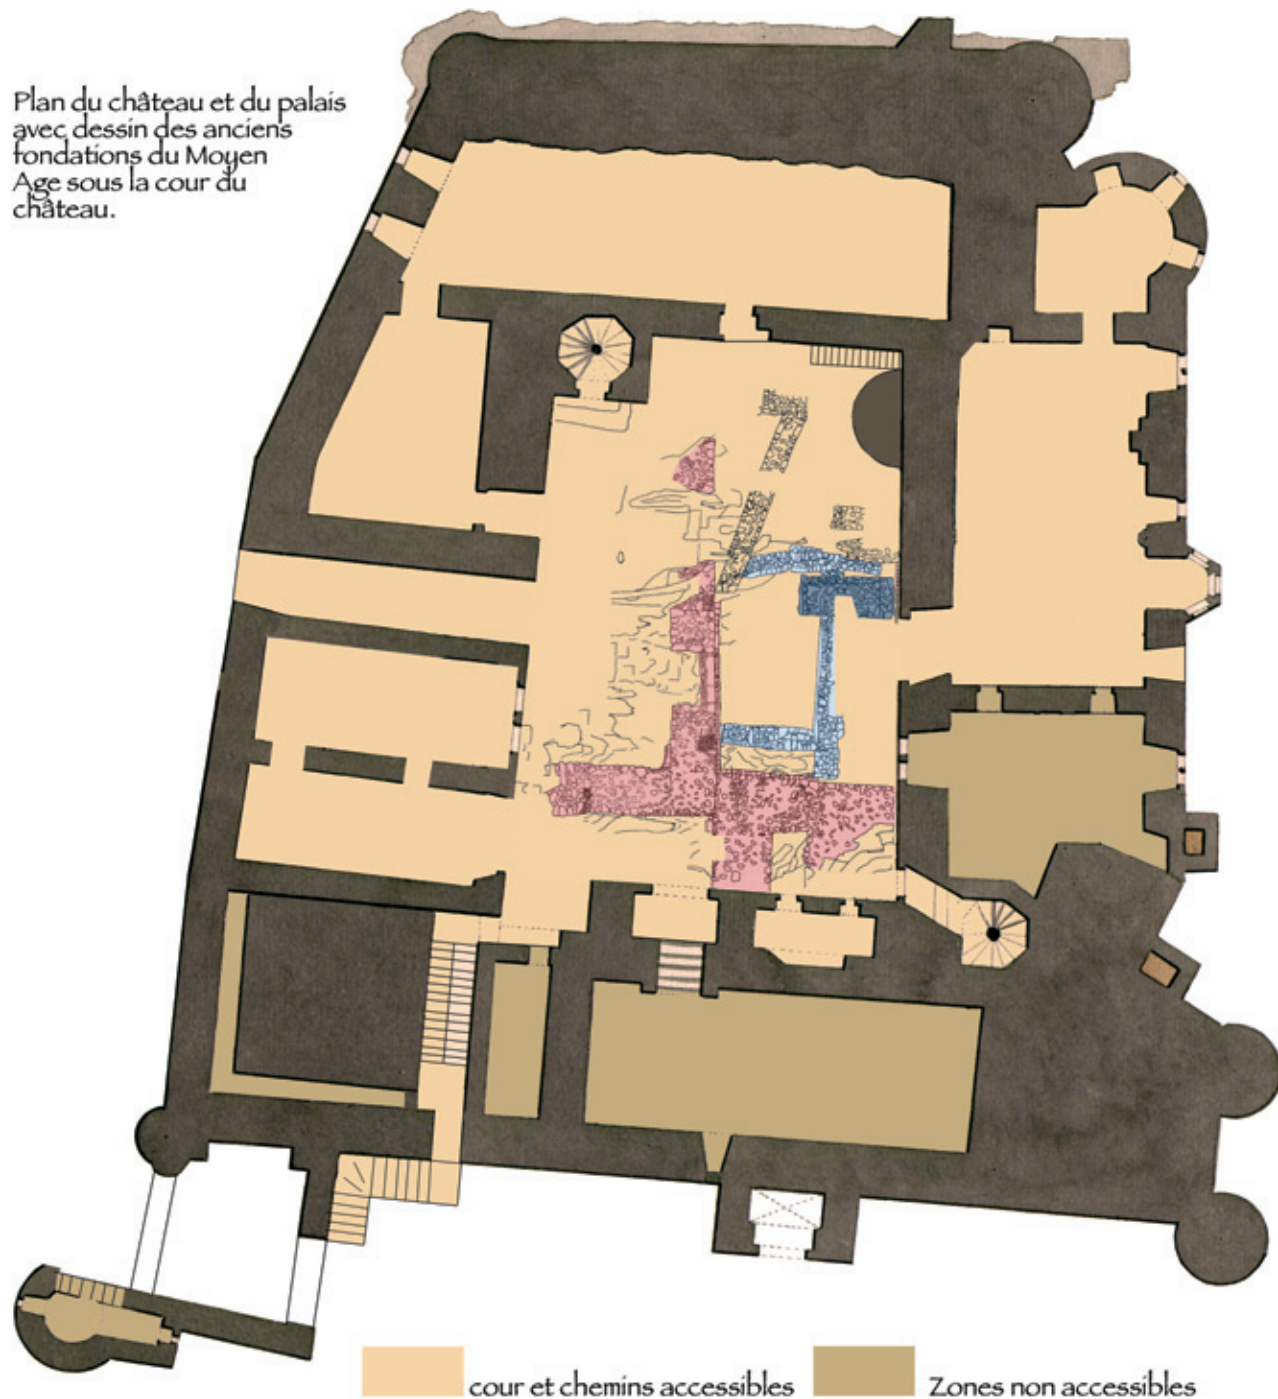 Plan du château et du palais
avec dessin des anciens
fondations du Moyen
Age sous la cour du
château.
cour et chemins accessibles
Zones non accessibles